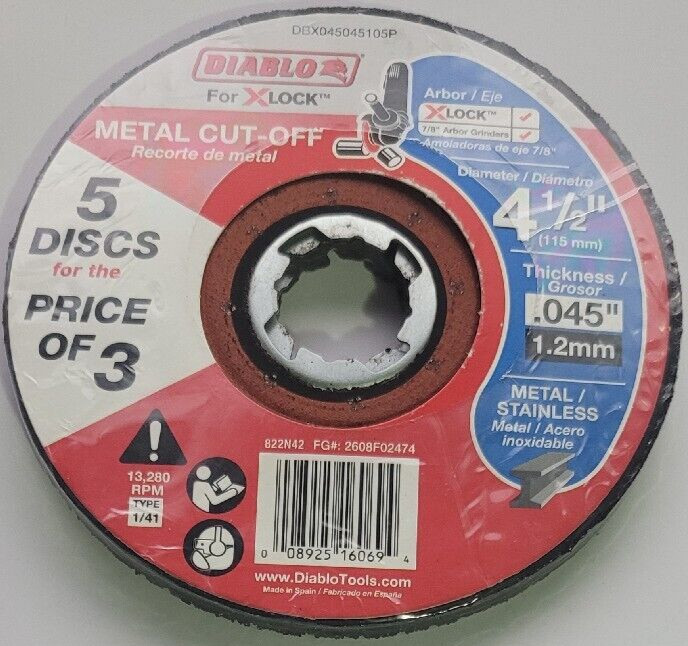 DBX045045105P
DIABLO
For XLOCK™
METAL CUT-OFF
Recorte de metal
5
DISCS
for the
PRICE
OF 3
Arbor / Eje
XLOCK™
7/8" Arbor Grinders
Amoladoras de eje 7/8"
Diameter / Diámetro
4 1/2"
(115 mm)
Thickness /
Grosor
.045"
1.2mm
METAL /
STAINLESS
Metal / Acero
inoxidable
13,280
RPM
TYPE
1/41
822N42 FG#: 2608F02474
0 08925 16069 4
www.DiabloTools.com
Made in Spain / Fabricado en España